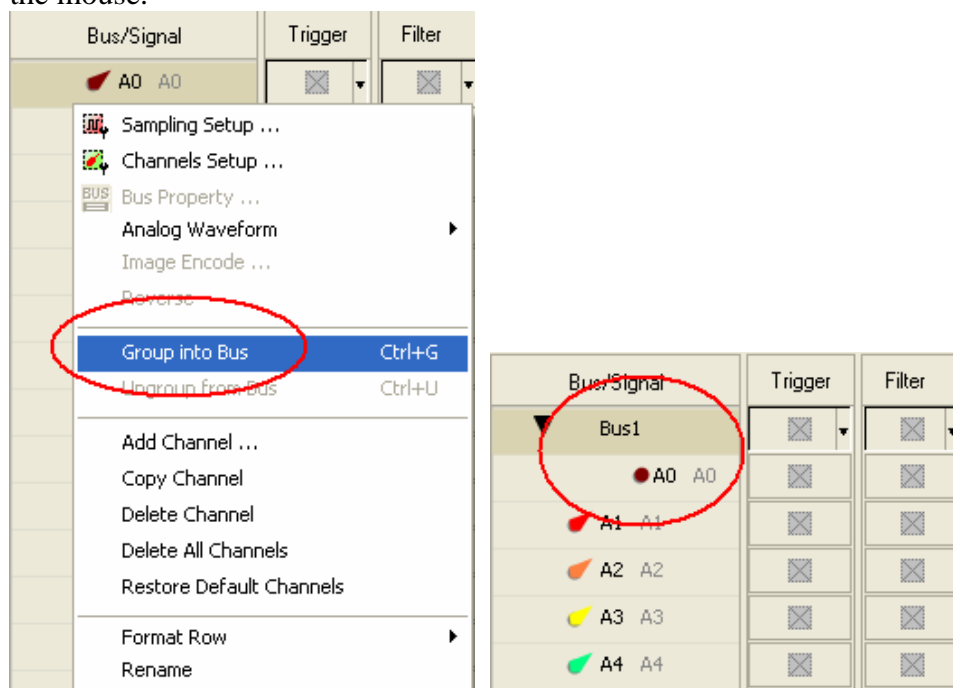 the mouse.
Bus/Signal Trigger Filter
A0 A0
Sampling Setup ...
Channels Setup ...
BUS Bus Property ...
Analog Waveform
Image Encode ...
Reverse
Group into Bus Ctrl+G
Ungroup from Bus Ctrl+U
Add Channel ...
Copy Channel
Delete Channel
Delete All Channels
Restore Default Channels
Format Row
Rename
Bus/Signal Trigger Filter
Bus1
A0 A0
A1 A1
A2 A2
A3 A3
A4 A4